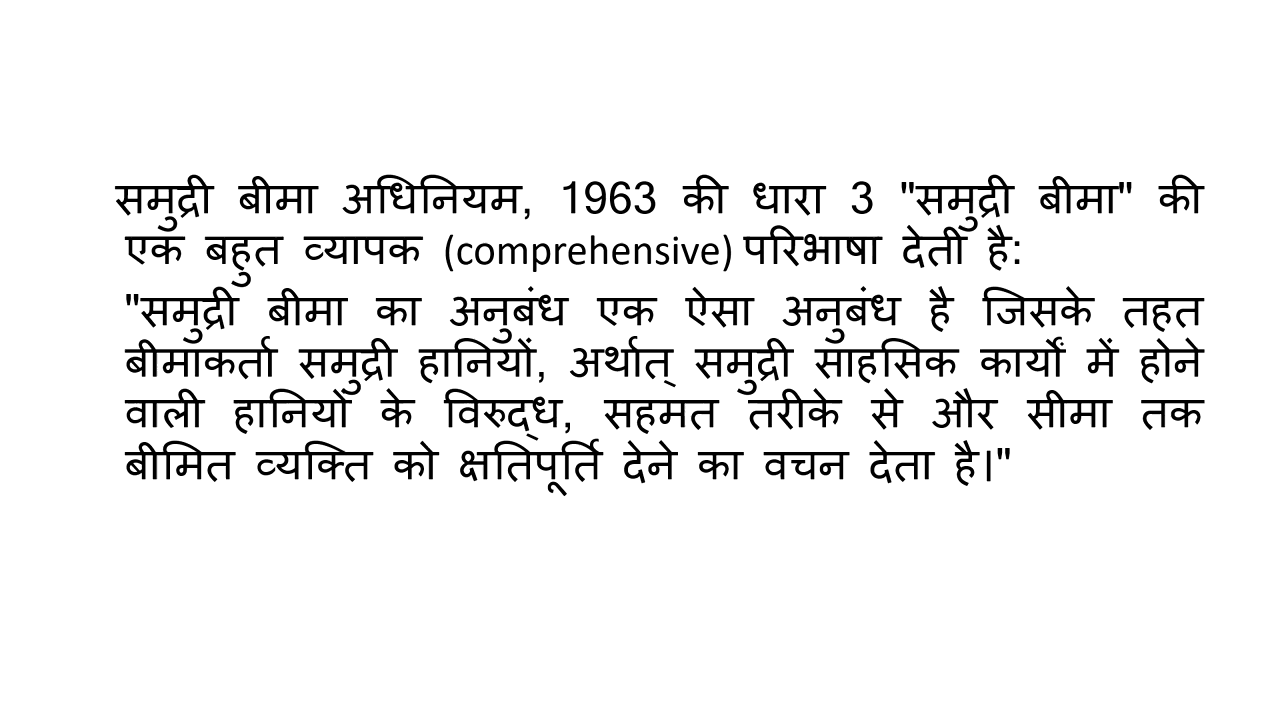 समुद्री बीमा अधिनियम, 1963 की धारा 3 "समुद्री बीमा" की
एक बहुत व्यापक (comprehensive) परिभाषा देती है:
"समुद्री बीमा का अनुबंध एक ऐसा अनुबंध है जिसके तहत
बीमाकर्ता समुद्री हानियों, अर्थात् समुद्री साहसिक कार्यों में होने
वाली हानियों के विरुद्ध, सहमत तरीके से और सीमा तक
बीमित व्यक्ति को क्षतिपूर्ति देने का वचन देता है।"